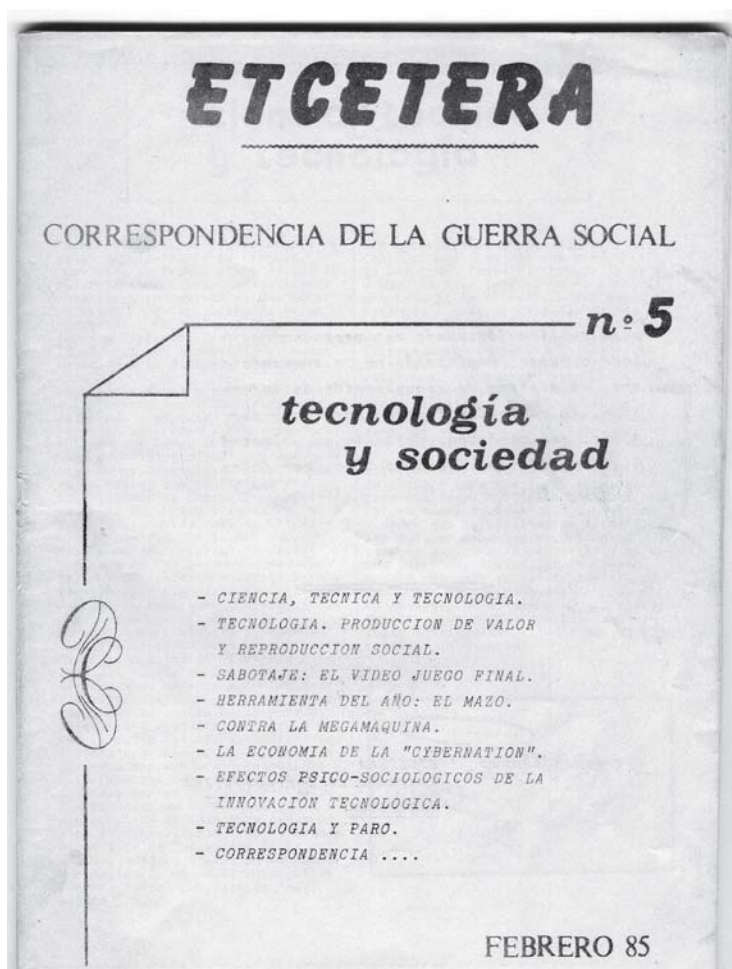 ETCETERA
CORRESPONDENCIA DE LA GUERRA SOCIAL
nº 5
tecnología
y sociedad
- CIENCIA, TECNICA Y TECNOLOGIA.
- TECNOLOGIA. PRODUCCION DE VALOR
Y REPRODUCCION SOCIAL.
- SABOTAJE: EL VIDEO JUEGO FINAL.
- HERRAMIENTA DEL AÑO: EL MAZO.
- CONTRA LA MEGAMAQUINA.
- LA ECONOMIA DE LA "CYBERNATION".
- EFECTOS PSICO-SOCIOLOGICOS DE LA
INNOVACION TECNOLOGICA.
- TECNOLOGIA Y PARO.
- CORRESPONDENCIA ....
FEBRERO 85